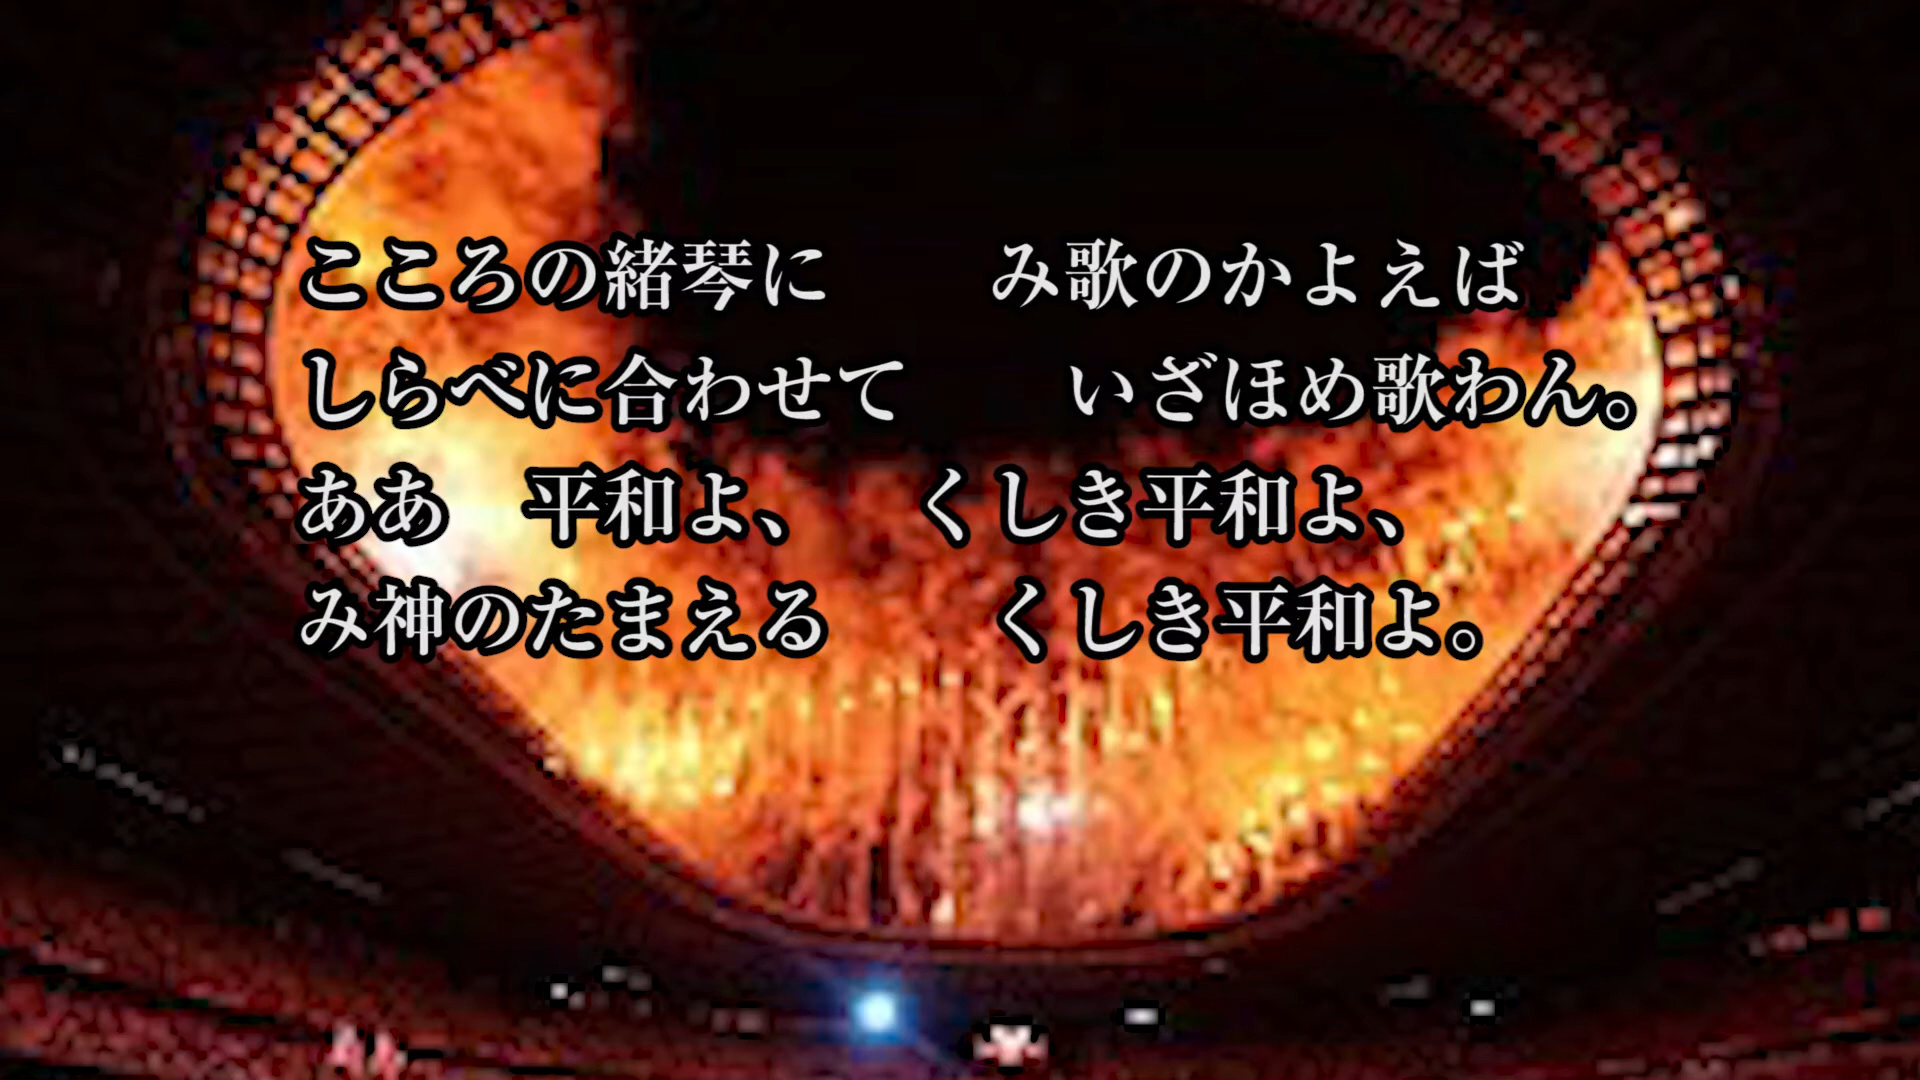 こころの緒琴に　　み歌のかよえば
しらべに合わせて　　いざほめ歌わん。
ああ　平和よ、　くしき平和よ、
み神のたまえる　　くしき平和よ。